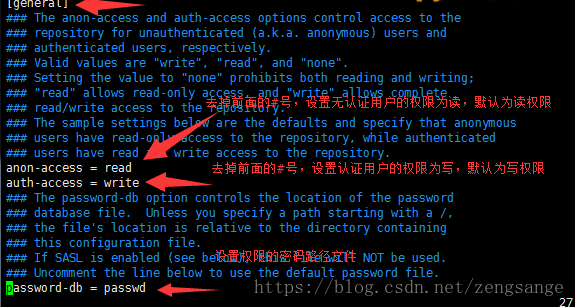 [general]
### The anon-access and auth-access options control access to the
### repository for unauthenticated (a.k.a. anonymous) users and
### authenticated users, respectively.
### Valid values are "write", "read", and "none".
### Setting the value to "none" prohibits both reading and writing;
### "read" allows read-only access, and "write" allows complete
### read/write access to the repository.
去掉前面的#号，设置无认证用户的权限为读，默认为读权限
### The sample settings below are the defaults and specify that anonymous
### users have read-only access to the repository, while authenticated
### users have read write access to the repository.
anon-access = read
去掉前面的#号，设置认证用户的权限为写，默认为写权限
auth-access = write
### The password-db option controls the location of the password
### database file. Unless you specify a path starting with a /,
### the file's location is relative to the directory containing
### this configuration file.
设置权限的密码路径文件
### If SASL is enabled (see NOT be used.
### Uncomment the line below to use the default password file.
password-db = passwd
https://blog.csdn.net/zengsange
27